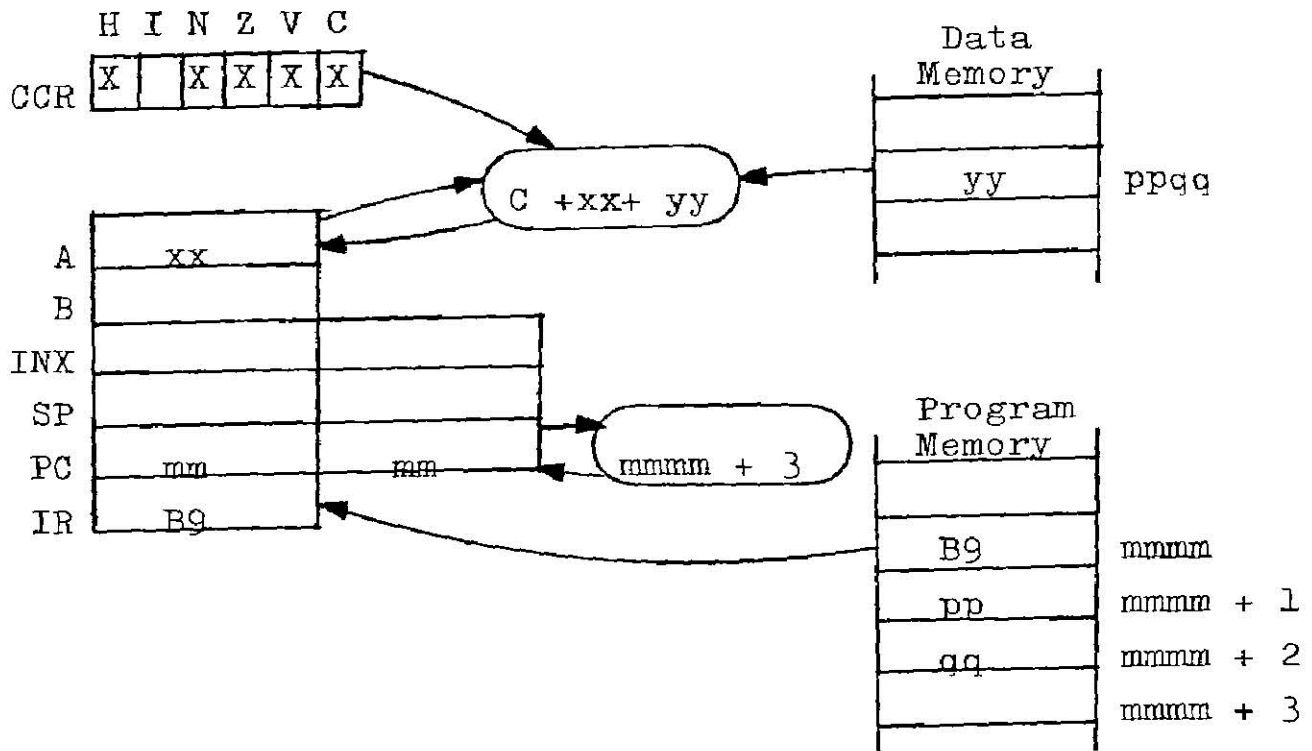 H I N Z V C
CCR X X X X X
Data
Memory
yy ppqq
C +xx+ yy
A xx
B
INX
SP
PC mm mm
mmmm + 3
IR B9
Program
Memory
B9 mmmm
pp mmmm + 1
qq mmmm + 2
mmmm + 3